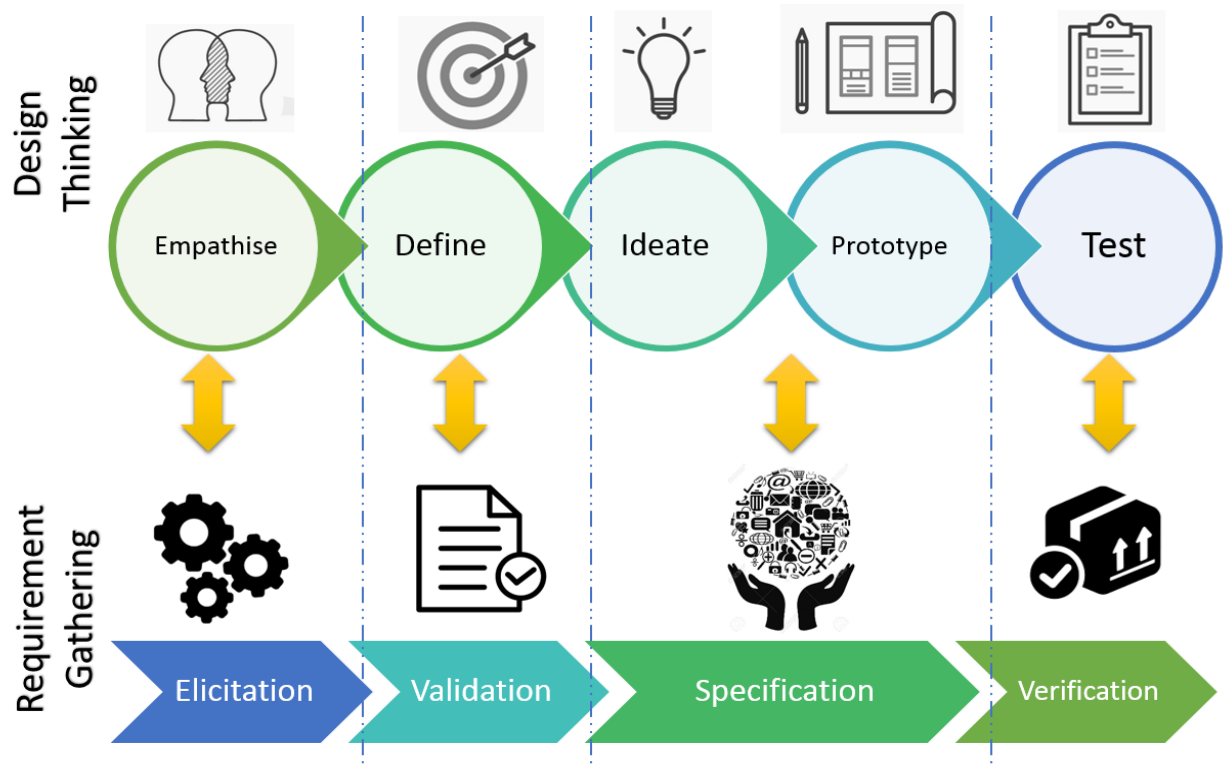 Design
Thinking
Empathise
Define
Ideate
Prototype
Test
Requirement
Gathering
@
Elicitation
Validation
Specification
Verification